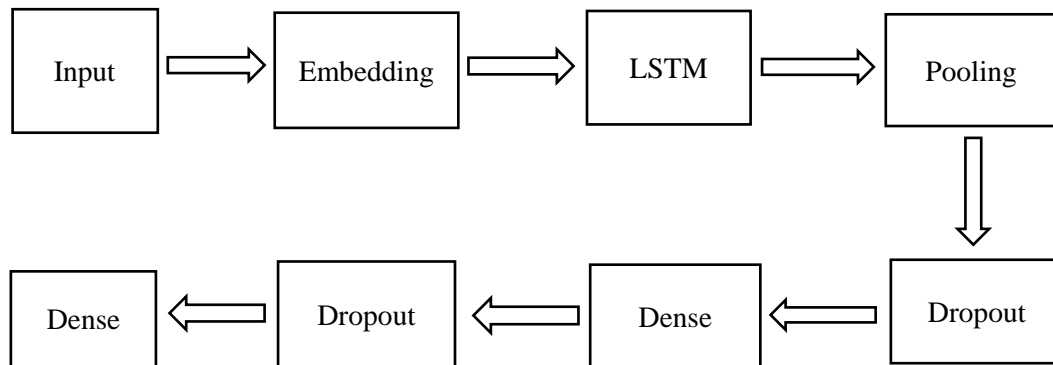 Input
Embedding
LSTM
Pooling
Dropout
Dense
Dropout
Dense